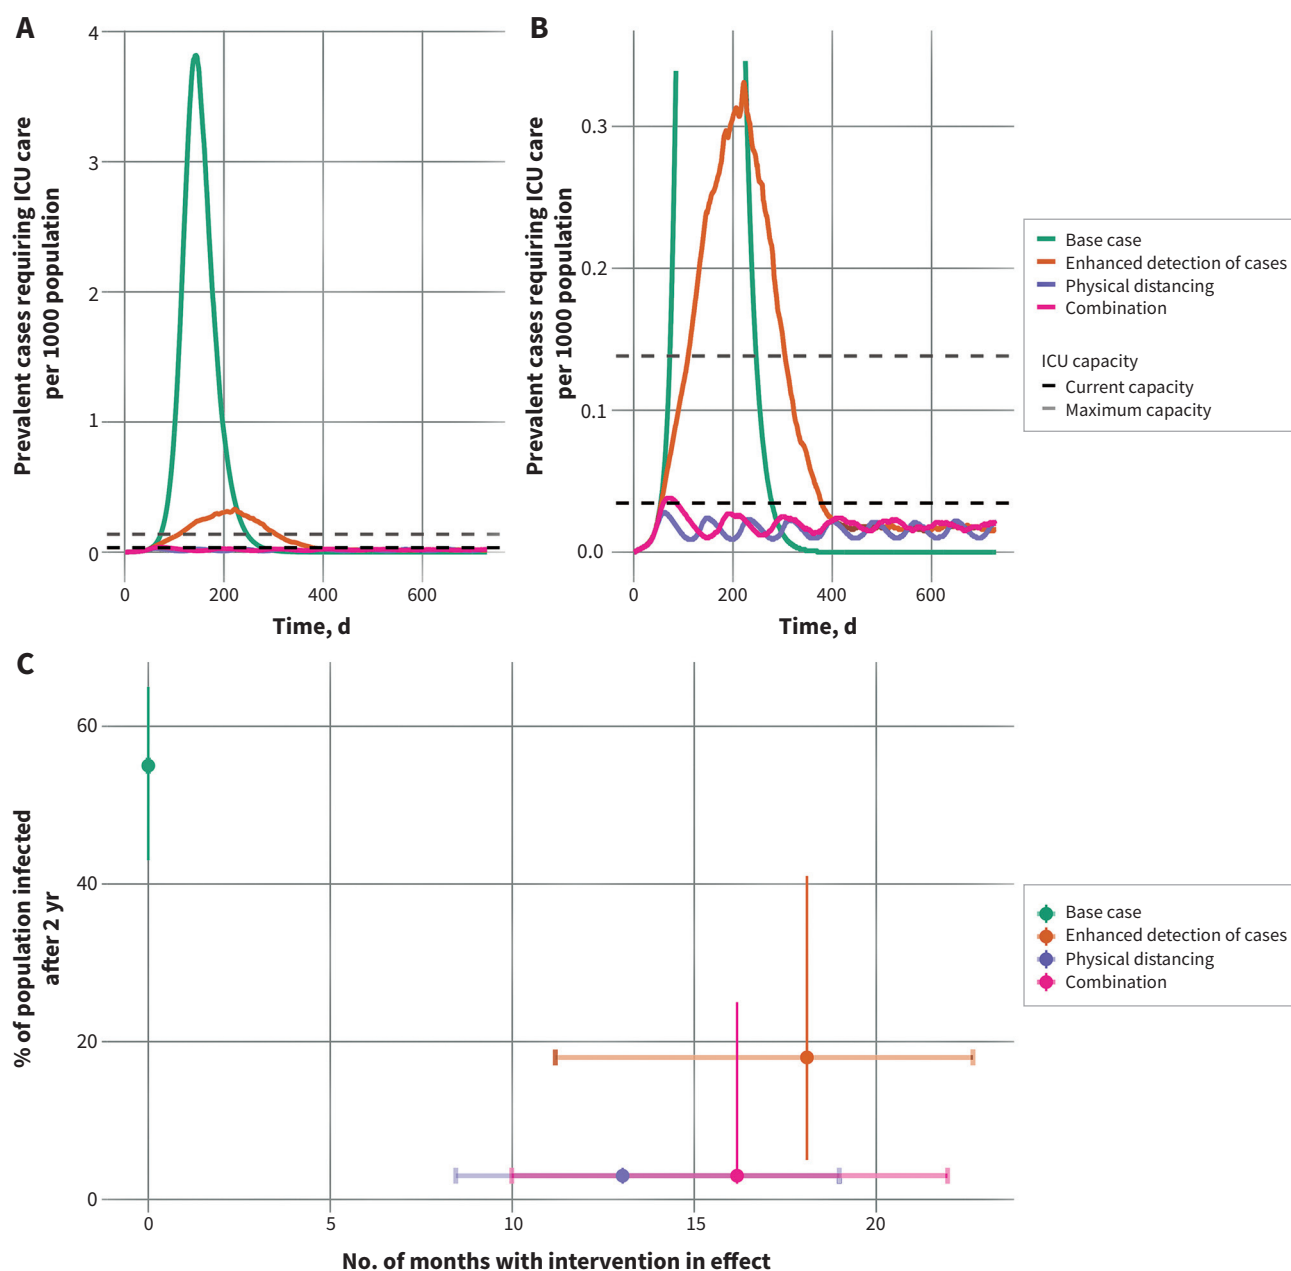 A
Prevalent cases requiring ICU care
per 1000 population
4
3
2
1
0
0 200 400 600
Time, d
B
Prevalent cases requiring ICU care
per 1000 population
0.3
0.2
0.1
0.0
0 200 400 600
Time, d
Base case
Enhanced detection of cases
Physical distancing
Combination
ICU capacity
Current capacity
Maximum capacity
C
% of population infected
after 2 yr
60
40
20
0
0 5 10 15 20
No. of months with intervention in effect
Base case
Enhanced detection of cases
Physical distancing
Combination